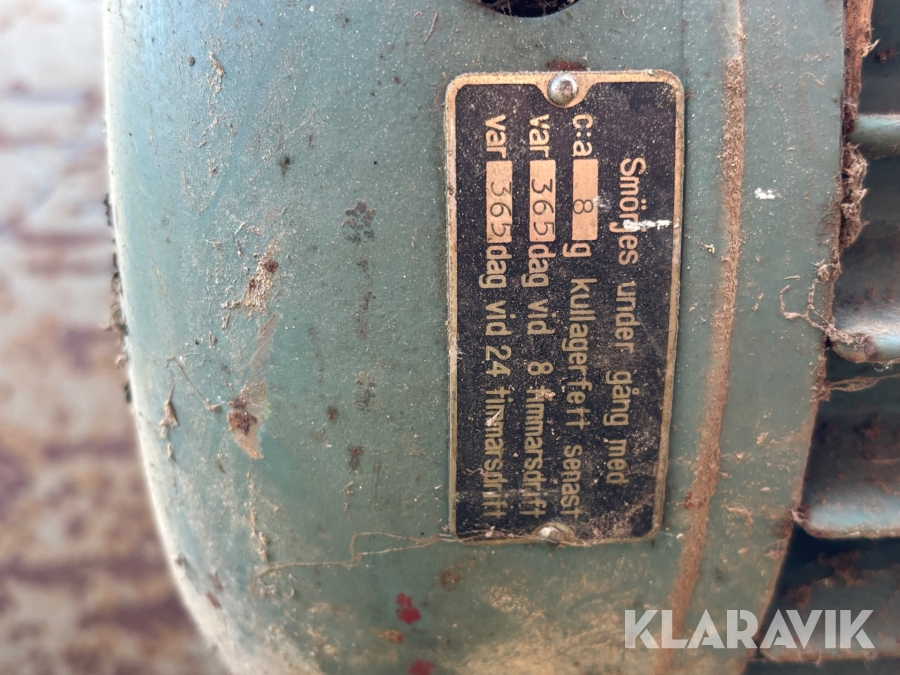 Smörjes under gång med
c:a 8 g kullagerfett senast
var 365 dag vid 8 timmarsdrift
var 365 dag vid 24 timmarsdrift
KLARAVIK